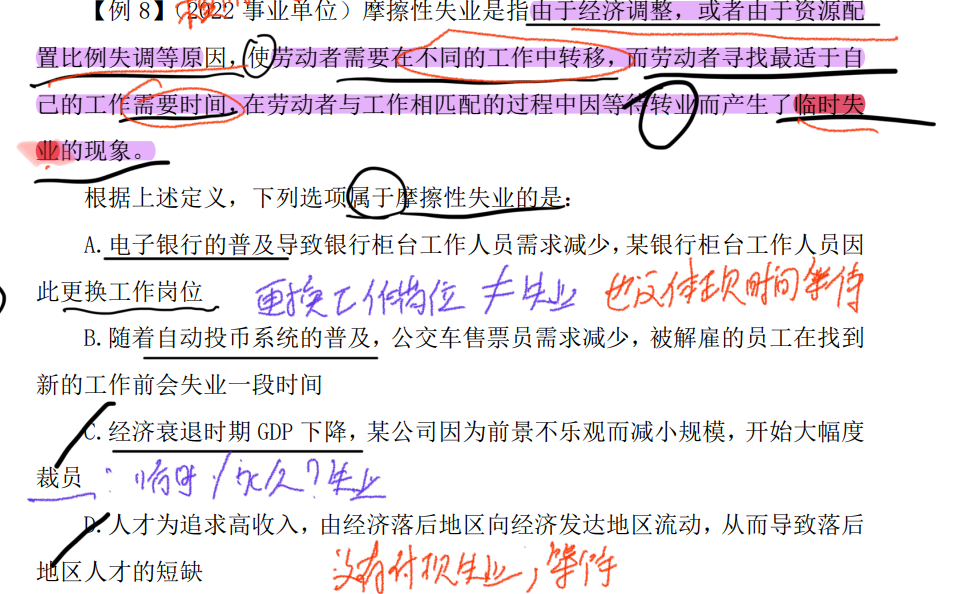 【例 8】（2022 事业单位）摩擦性失业是指由于经济调整，或者由于资源配
置比例失调等原因，使劳动者需要在不同的工作中转移，而劳动者寻找最适于自
己的工作需要时间，在劳动者与工作相匹配的过程中因等待转业而产生了临时失
业的现象。
根据上述定义，下列选项属于摩擦性失业的是：
A.电子银行的普及导致银行柜台工作人员需求减少，某银行柜台工作人员因
此更换工作岗位
更换工作岗位 ≠ 失业 也没体现时间等待
B.随着自动投币系统的普及，公交车售票员需求减少，被解雇的员工在找到
新的工作前会失业一段时间
C.经济衰退时期 GDP 下降，某公司因为前景不乐观而减小规模，开始大幅度
裁员
：临时/永久？失业
D.人才为追求高收入，由经济落后地区向经济发达地区流动，从而导致落后
地区人才的短缺
没有体现失业，等待